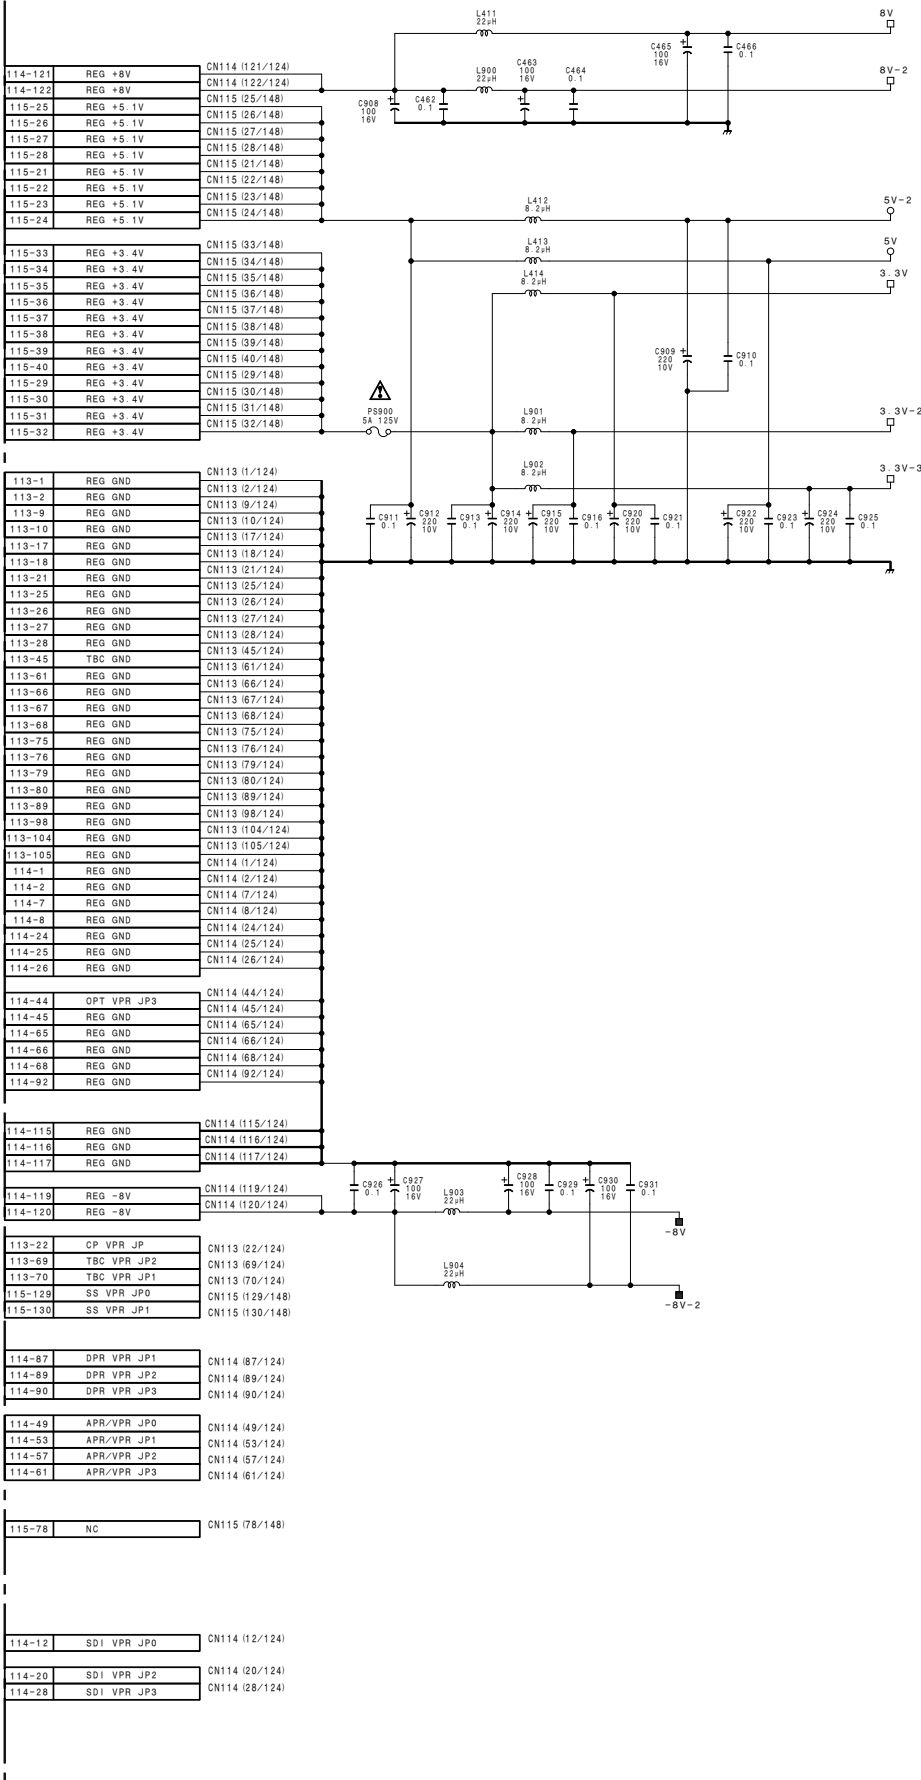 L411
22μH
8V
C465
100
16V
C466
0.1
114-121 REG +8V CN114 (121/124)
L900
22μH
C463
100
16V
C464
0.1
8V-2
114-122 REG +8V CN114 (122/124)
C908
100
16V
C462
0.1
115-25 REG +5.1V CN115 (25/148)
115-26 REG +5.1V CN115 (26/148)
115-27 REG +5.1V CN115 (27/148)
115-28 REG +5.1V CN115 (28/148)
115-21 REG +5.1V CN115 (21/148)
115-22 REG +5.1V CN115 (22/148)
115-23 REG +5.1V CN115 (23/148)
115-24 REG +5.1V CN115 (24/148)
L412
8.2μH
5V-2
L413
8.2μH
5V
L414
8.2μH
3.3V
115-33 REG +3.4V CN115 (33/148)
115-34 REG +3.4V CN115 (34/148)
115-35 REG +3.4V CN115 (35/148)
115-36 REG +3.4V CN115 (36/148)
115-37 REG +3.4V CN115 (37/148)
115-38 REG +3.4V CN115 (38/148)
115-39 REG +3.4V CN115 (39/148)
115-40 REG +3.4V CN115 (40/148)
115-29 REG +3.4V CN115 (29/148)
115-30 REG +3.4V CN115 (30/148)
115-31 REG +3.4V CN115 (31/148)
115-32 REG +3.4V CN115 (32/148)
C909
220
10V
C910
0.1
PS900
5A 125V
L901
8.2μH
3.3V-2
L902
8.2μH
3.3V-3
C911
0.1
C912
220
10V
C913
0.1
C914
220
10V
C915
220
10V
C916
0.1
C920
220
10V
C921
0.1
C922
220
10V
C923
0.1
C924
220
10V
C925
0.1
113-1 REG GND CN113 (1/124)
113-2 REG GND CN113 (2/124)
113-9 REG GND CN113 (9/124)
113-10 REG GND CN113 (10/124)
113-17 REG GND CN113 (17/124)
113-18 REG GND CN113 (18/124)
113-21 REG GND CN113 (21/124)
113-25 REG GND CN113 (25/124)
113-26 REG GND CN113 (26/124)
113-27 REG GND CN113 (27/124)
113-28 REG GND CN113 (28/124)
113-45 TBC GND CN113 (45/124)
113-61 REG GND CN113 (61/124)
113-66 REG GND CN113 (66/124)
113-67 REG GND CN113 (67/124)
113-68 REG GND CN113 (68/124)
113-75 REG GND CN113 (75/124)
113-76 REG GND CN113 (76/124)
113-79 REG GND CN113 (79/124)
113-80 REG GND CN113 (80/124)
113-89 REG GND CN113 (89/124)
113-98 REG GND CN113 (98/124)
113-104 REG GND CN113 (104/124)
113-105 REG GND CN113 (105/124)
114-1 REG GND CN114 (1/124)
114-2 REG GND CN114 (2/124)
114-7 REG GND CN114 (7/124)
114-8 REG GND CN114 (8/124)
114-24 REG GND CN114 (24/124)
114-25 REG GND CN114 (25/124)
114-26 REG GND CN114 (26/124)
114-44 OPT VPR JP3 CN114 (44/124)
114-45 REG GND CN114 (45/124)
114-65 REG GND CN114 (65/124)
114-66 REG GND CN114 (66/124)
114-68 REG GND CN114 (68/124)
114-92 REG GND CN114 (92/124)
114-115 REG GND CN114 (115/124)
114-116 REG GND CN114 (116/124)
114-117 REG GND CN114 (117/124)
C926
0.1
C927
100
16V
C928
100
16V
C929
0.1
C930
100
16V
C931
0.1
114-119 REG -8V CN114 (119/124)
114-120 REG -8V CN114 (120/124)
L903
22μH
-8V
L904
22μH
-8V-2
113-22 CP VPR JP CN113 (22/124)
113-69 TBC VPR JP2 CN113 (69/124)
113-70 TBC VPR JP1 CN113 (70/124)
115-129 SS VPR JP0 CN115 (129/148)
115-130 SS VPR JP1 CN115 (130/148)
114-87 DPR VPR JP1 CN114 (87/124)
114-89 DPR VPR JP2 CN114 (89/124)
114-90 DPR VPR JP3 CN114 (90/124)
114-49 APR/VPR JP0 CN114 (49/124)
114-53 APR/VPR JP1 CN114 (53/124)
114-57 APR/VPR JP2 CN114 (57/124)
114-61 APR/VPR JP3 CN114 (61/124)
115-78 NC CN115 (78/148)
114-12 SDI VPR JP0 CN114 (12/124)
114-20 SDI VPR JP2 CN114 (20/124)
114-28 SDI VPR JP3 CN114 (28/124)